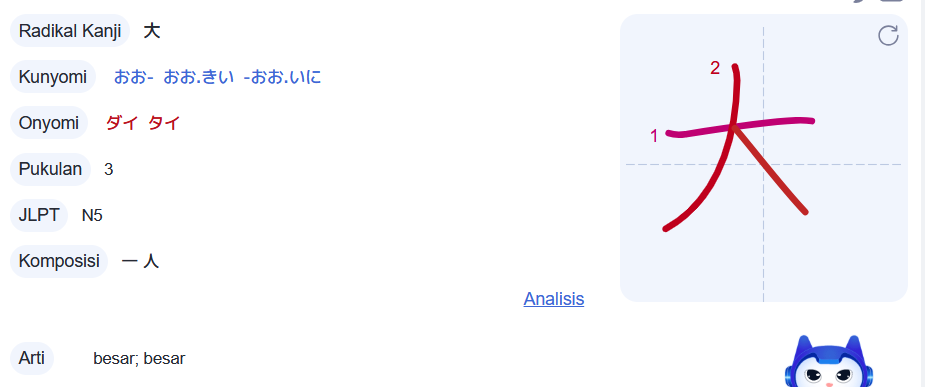 Radikal Kanji 大
Kunyomi おお- おお.きい -おお.いに
Onyomi ダイ タイ
Pukulan 3
JLPT N5
Komposisi 一 人
Analisis
Arti besar; besar
2
1
大